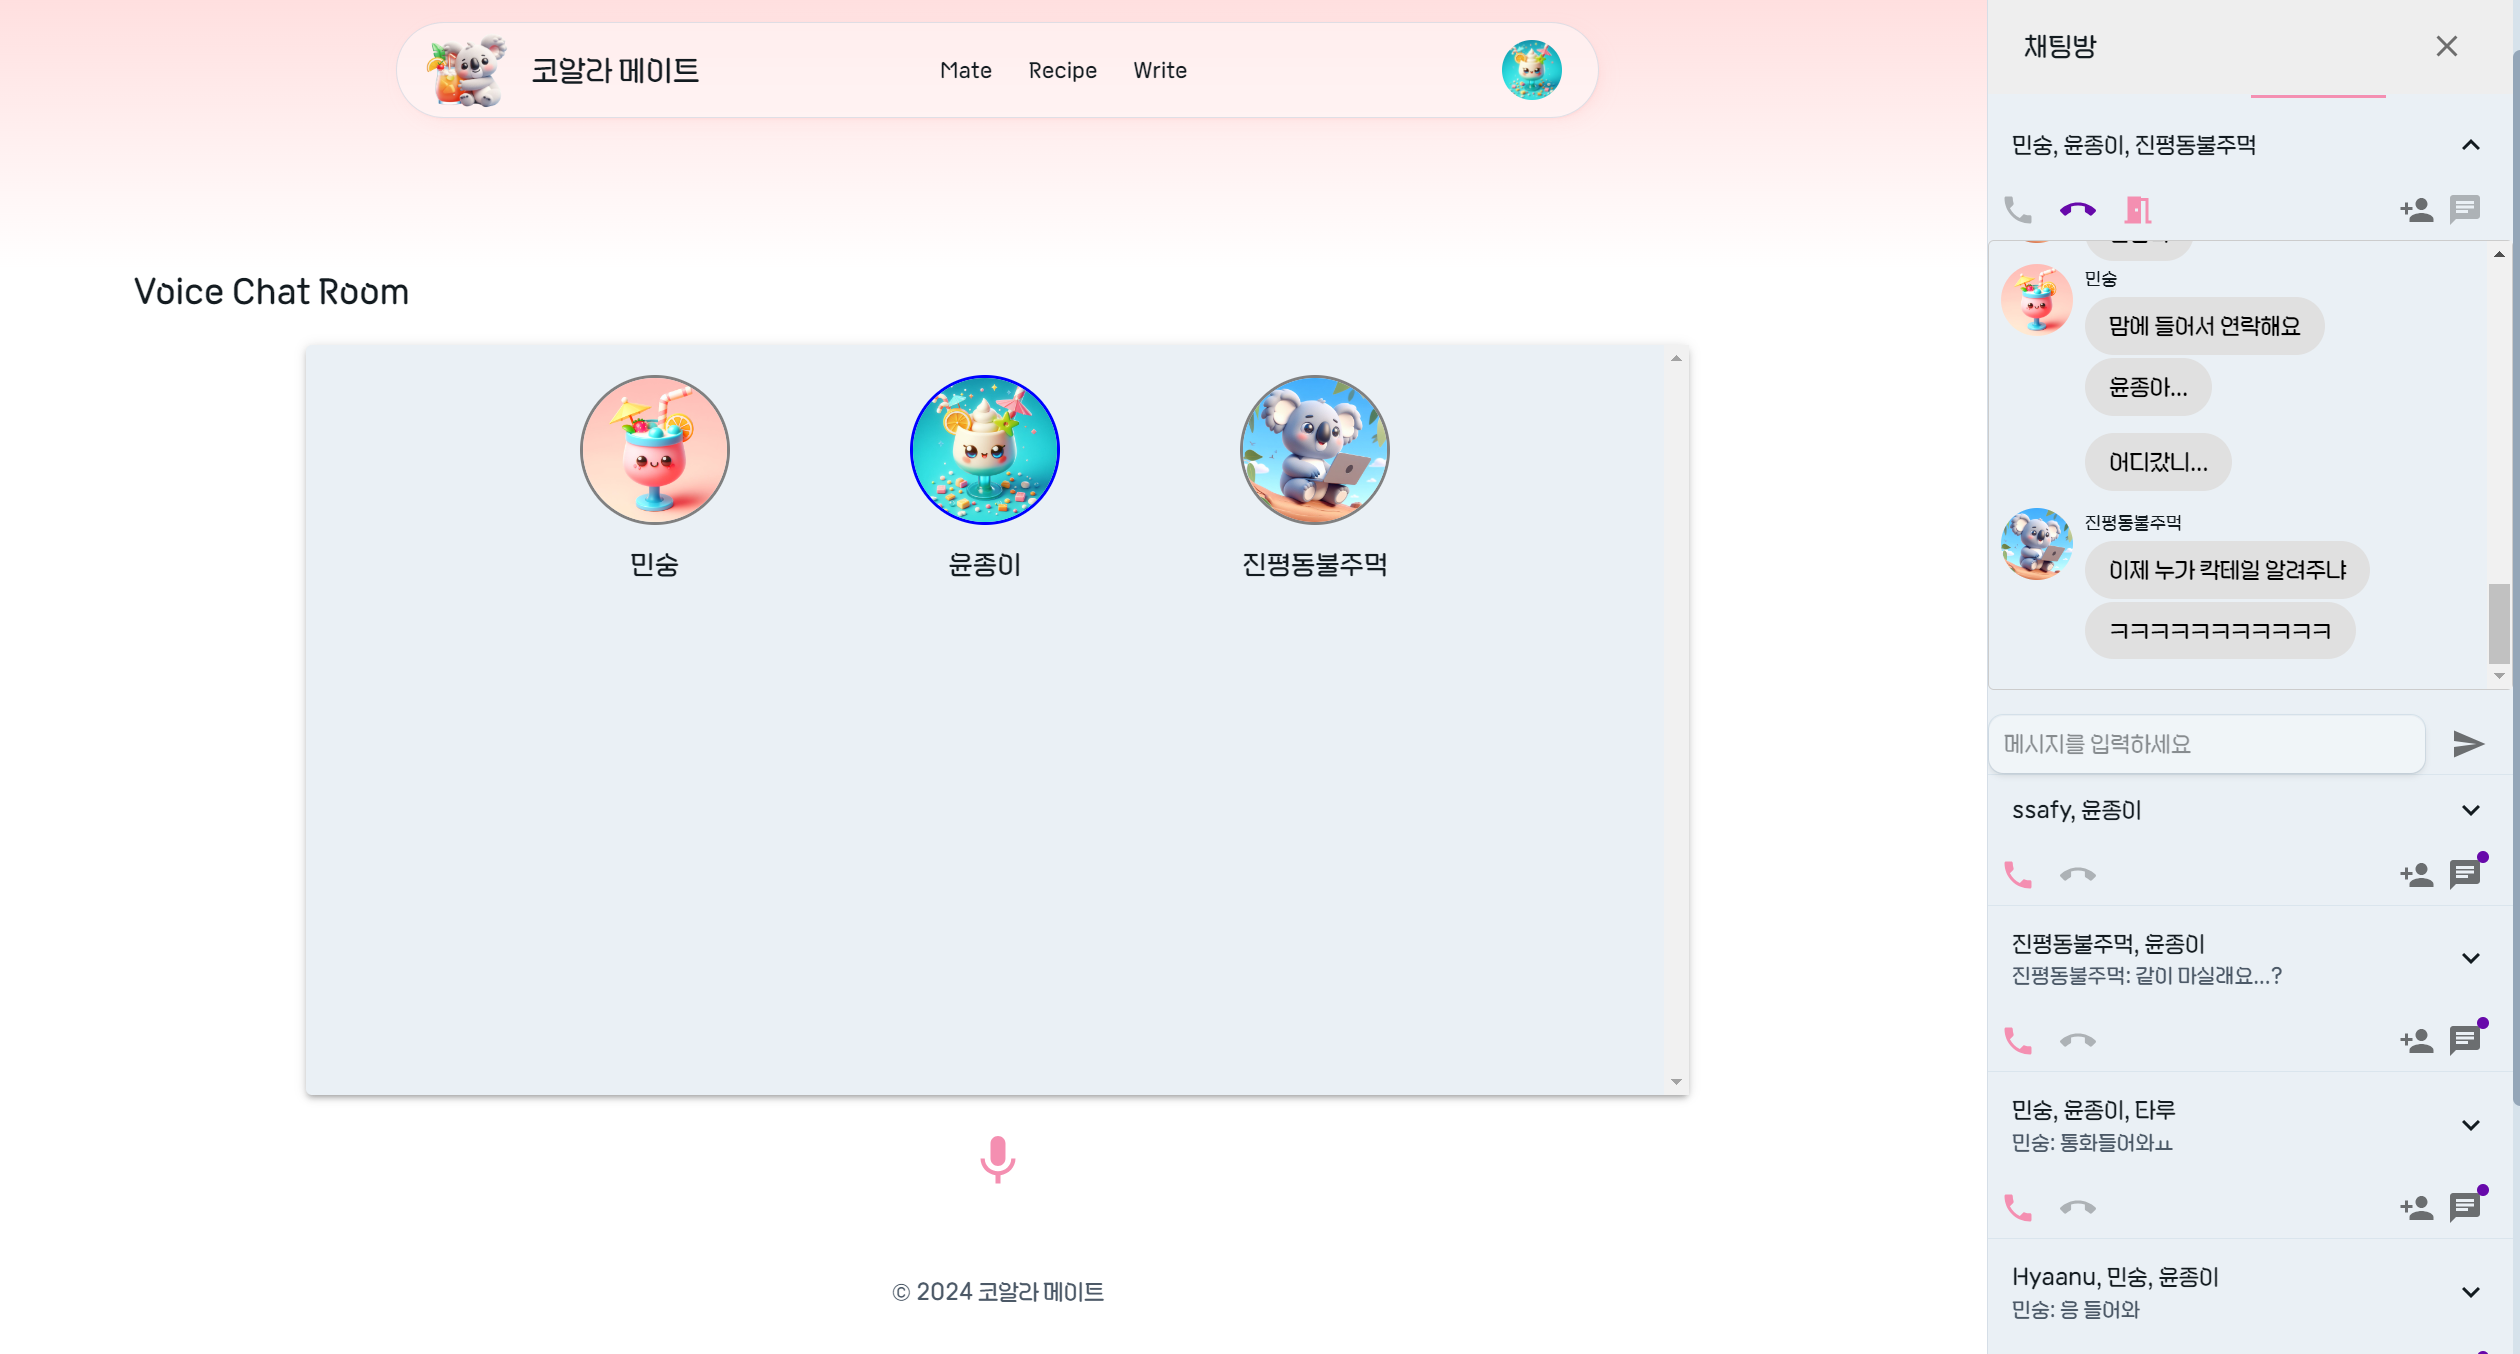 코알라 메이트
Mate
Recipe
Write
Voice Chat Room
민숭
윤종이
진평동불주먹
© 2024 코알라 메이트
채팅방
민숭, 윤종이, 진평동불주먹
민숭
맘에 들어서 연락해요
윤종아...
어디갔니...
진평동불주먹
이제 누가 칵테일 알려주냐
ㅋㅋㅋㅋㅋㅋㅋㅋㅋㅋㅋ
메시지를 입력하세요
ssafy, 윤종이
진평동불주먹, 윤종이
진평동불주먹: 같이 마실래요...?
민숭, 윤종이, 타루
민숭: 통화들어와ㅛ
Hyaanu, 민숭, 윤종이
민숭: 응 들어와